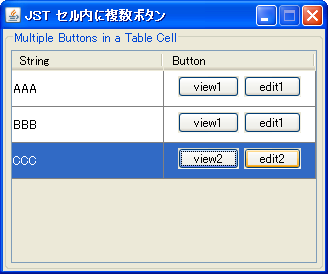 JST セル内に複数ボタン
Multiple Buttons in a Table Cell
String Button
AAA view1 edit1
BBB view1 edit1
CCC view2 edit2